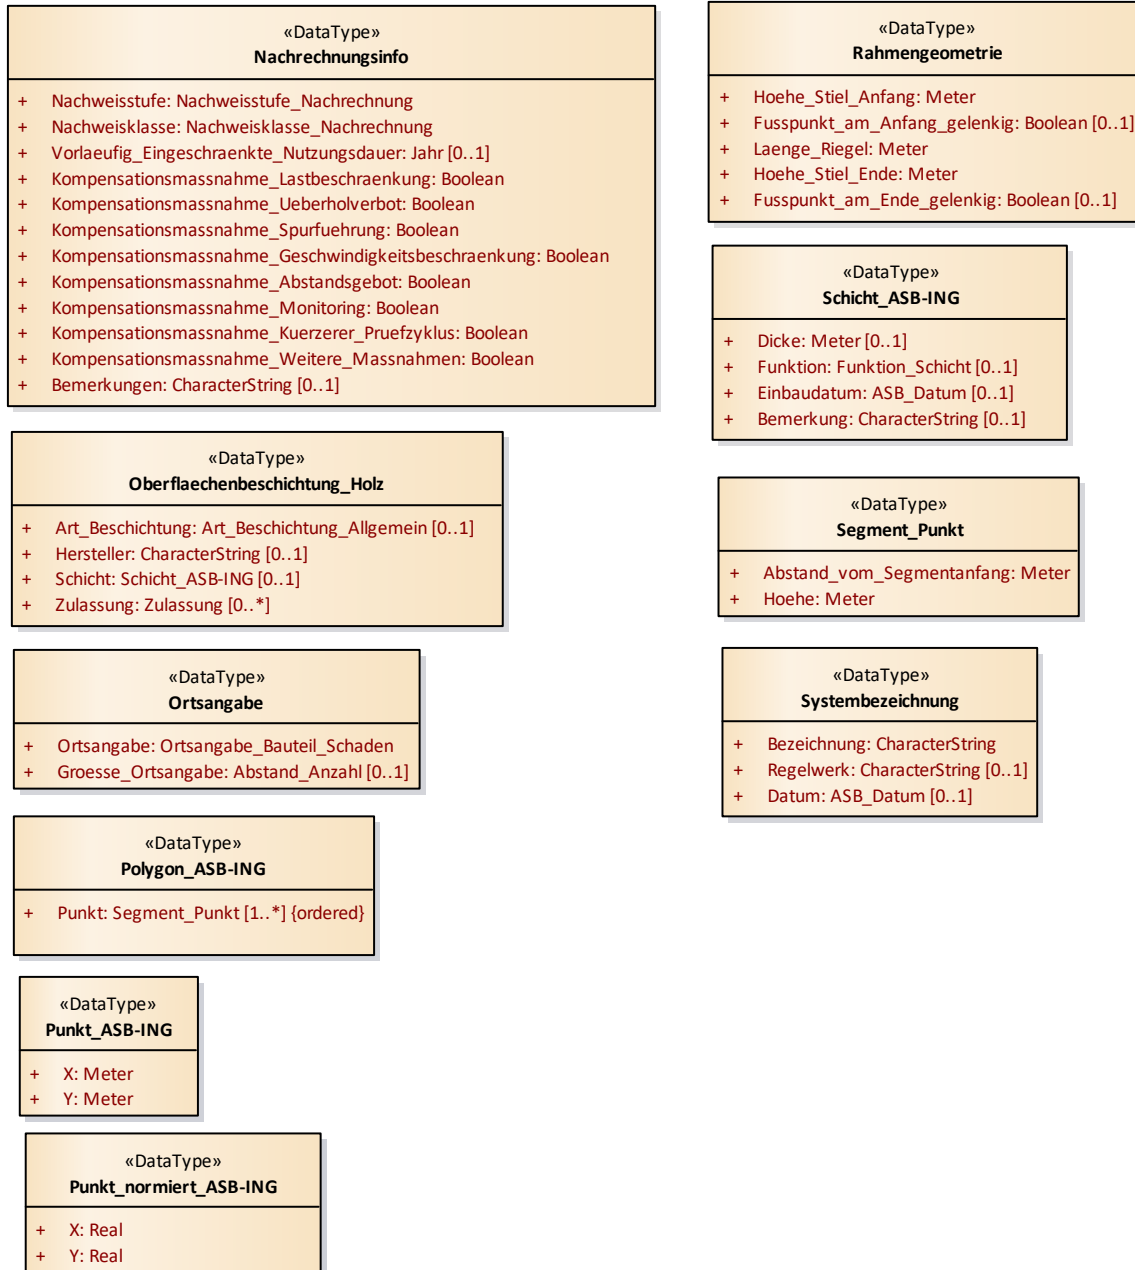 «DataType»
Nachrechnungsinfo
+ Nachweisstufe: Nachweisstufe_Nachrechnung
+ Nachweisklasse: Nachweisklasse_Nachrechnung
+ Vorlaeufig_Eingeschraenkte_Nutzungsdauer: Jahr [0..1]
+ Kompensationsmassnahme_Lastbeschraenkung: Boolean
+ Kompensationsmassnahme_Ueberholverbot: Boolean
+ Kompensationsmassnahme_Spurfuehrung: Boolean
+ Kompensationsmassnahme_Geschwindigkeitsbeschraenkung: Boolean
+ Kompensationsmassnahme_Abstandsgebot: Boolean
+ Kompensationsmassnahme_Monitoring: Boolean
+ Kompensationsmassnahme_Kuerzerer_Pruefzyklus: Boolean
+ Kompensationsmassnahme_Weitere_Massnahmen: Boolean
+ Bemerkungen: CharacterString [0..1]
«DataType»
Oberflaechenbeschichtung_Holz
+ Art_Beschichtung: Art_Beschichtung_Allgemein [0..1]
+ Hersteller: CharacterString [0..1]
+ Schicht: Schicht_ASB-ING [0..1]
+ Zulassung: Zulassung [0..*]
«DataType»
Ortsangabe
+ Ortsangabe: Ortsangabe_Bauteil_Schaden
+ Groesse_Ortsangabe: Abstand_Anzahl [0..1]
«DataType»
Polygon_ASB-ING
+ Punkt: Segment_Punkt [1..*] {ordered}
«DataType»
Punkt_ASB-ING
+ X: Meter
+ Y: Meter
«DataType»
Punkt_normiert_ASB-ING
+ X: Real
+ Y: Real
«DataType»
Rahmengeometrie
+ Hoehe_Stiel_Anfang: Meter
+ Fusspunkt_am_Anfang_gelenkig: Boolean [0..1]
+ Laenge_Riegel: Meter
+ Hoehe_Stiel_Ende: Meter
+ Fusspunkt_am_Ende_gelenkig: Boolean [0..1]
«DataType»
Schicht_ASB-ING
+ Dicke: Meter [0..1]
+ Funktion: Funktion_Schicht [0..1]
+ Einbaudatum: ASB_Datum [0..1]
+ Bemerkung: CharacterString [0..1]
«DataType»
Segment_Punkt
+ Abstand_vom_Segmentanfang: Meter
+ Hoehe: Meter
«DataType»
Systembezeichnung
+ Bezeichnung: CharacterString
+ Regelwerk: CharacterString [0..1]
+ Datum: ASB_Datum [0..1]